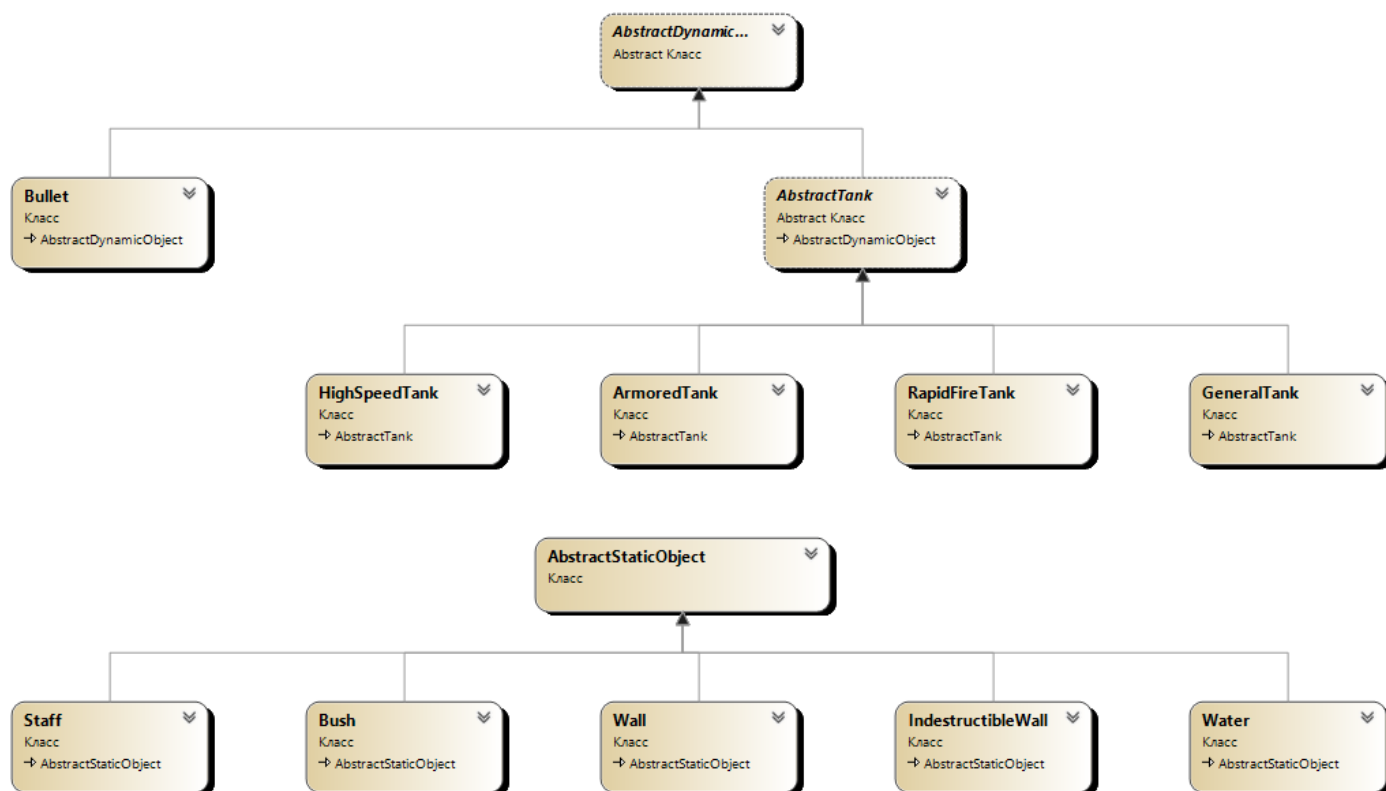 AbstractDynamic...
Abstract Класс
Bullet
Класс
AbstractDynamicObject
AbstractTank
Abstract Класс
AbstractDynamicObject
HighSpeedTank
Класс
AbstractTank
ArmoredTank
Класс
AbstractTank
RapidFireTank
Класс
AbstractTank
GeneralTank
Класс
AbstractTank
AbstractStaticObject
Класс
Staff
Класс
AbstractStaticObject
Bush
Класс
AbstractStaticObject
Wall
Класс
AbstractStaticObject
IndestructibleWall
Класс
AbstractStaticObject
Water
Класс
AbstractStaticObject